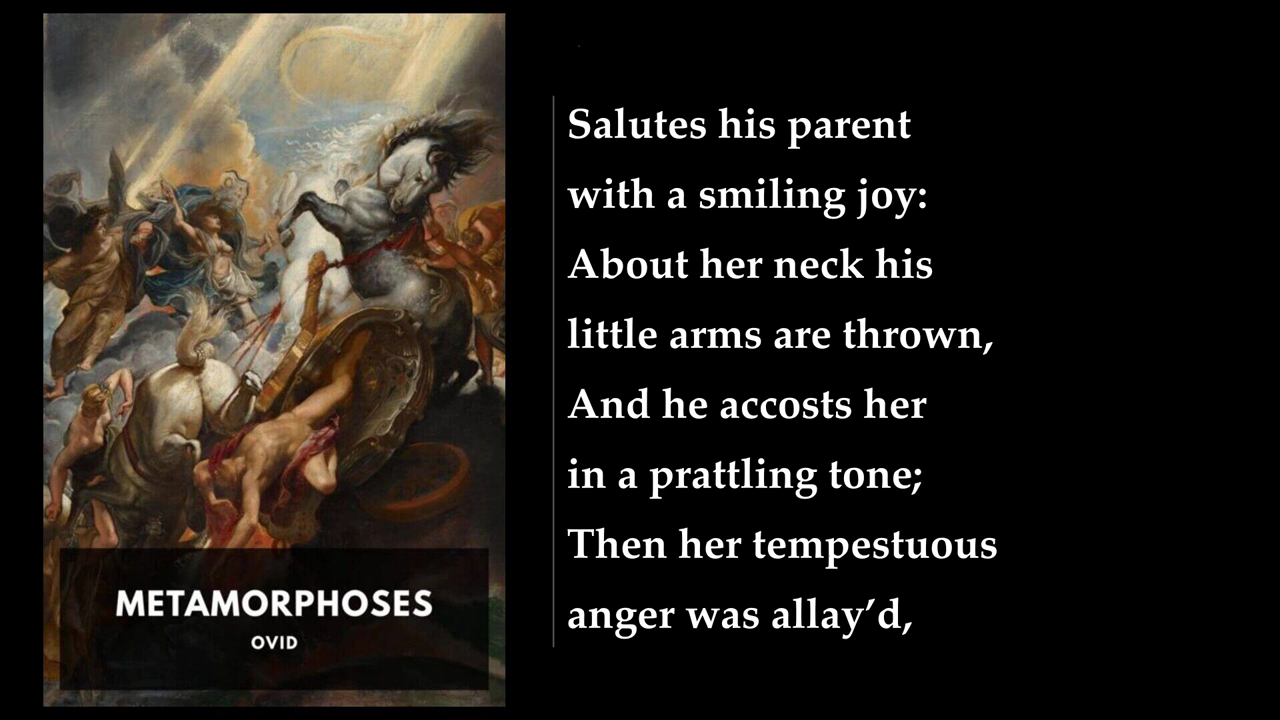 METAMORPHOSES
OVID
Salutes his parent
with a smiling joy:
About her neck his
little arms are thrown,
And he accosts her
in a prattling tone;
Then her tempestuous
anger was allay’d,